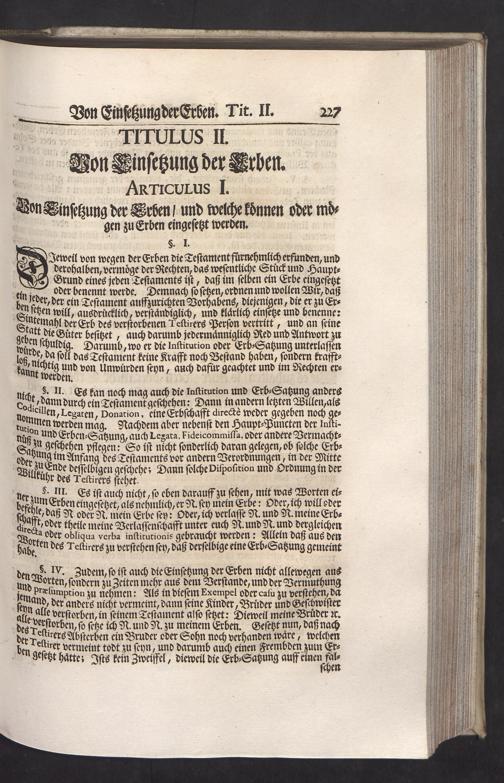 Von Einsetzung der Erben. Tit. II. 227
TITULUS II.
Von Einsetzung der Erben.
ARTICULUS I.
Von Einsetzung der Erben / und welche können oder mö-
gen zu Erben eingesetzt werden.
§. I.
DJeweil von wegen der Erben die Testament fürnehmlich erfunden, und
derohalben, vermöge der Rechten, das wesentliche Stück und Haupt-
Grund eines jeden Testaments ist, daß im selben ein Erbe eingesetzt
oder benennt werde. Demnach so setzen, ordnen und wollen Wir, daß
ein jeder, der ein Testament auffzurichten Vorhabens, diejenigen, die er zu Er-
ben setzen will, ausdrücklich, verständiglich, und klärlich einsetze und benenne:
Sintemahl der Erb des verstorbenen Testirers Person vertritt, und an seine
Statt die Güter besitzet, auch darumb jedermänniglich Red und Antwort zu
geben schuldig. Darumb, wo er die Institution oder Erb-Satzung unterlassen
würde, da soll das Testament keine Krafft noch Bestand haben, sondern krafft-
loß, nichtig und von Unwürden seyn, auch dafür geachtet und im Rechten er-
kannt werden.
§. II. Es kan noch mag auch die Institution und Erb-Satzung anders
nicht, dann durch ein Testament geschehen: Dann in andern letzten Willen, als
Codicillen, Legaten, Donation, eine Erbschafft directè weder gegeben noch ge-
nommen werden mag. Nachdem aber nebenst den Haupt-Puncten der Insti-
tution und Erben-Satzung, auch Legata, Fideicommissa, oder andere Vermächt-
nüß zu geschehen pflegen: So ist nicht sonderlich daran gelegen, ob solche Erb-
Satzung im Anfang des Testaments vor andern Verordnungen, in der Mitte
oder zu Ende desselbigen geschehe; Dann solche Disposition und Ordnung in der
Willkühr des Testirers stehet.
§. III. Es ist auch nicht, so eben darauff zu sehen, mit was Worten ei-
ner zum Erben eingesetzet, als nehmlich, er N. sey mein Erbe: Oder, ich will oder
befehle, daß N. oder N. mein Erbe sey: Oder, ich verlasse N. und N. meine Erb-
schafft, oder theile meine Verlassenschafft unter euch N. und N. und dergleichen
directa oder obliqua verba institutionis gebraucht werden: Allein daß aus den
Worten des Testirers zu verstehen sey, daß derselbige eine Erb-Satzung gemeint
habe.
§. IV. Zudem, so ist auch die Einsetzung der Erben nicht allewegen aus
den Worten, sondern zu Zeiten mehr aus dem Verstande, und der Vermuthung
und præsumption zu nehmen: Als in diesem Exempel oder casu zu verstehen, da
jemand, der anders nicht vermeint, dann seine Kinder, Brüder und Geschwister
seyn alle verstorben, in seinem Testament also setzet: Dieweil meine Brüder ꝛc.
alle verstorben, so setze ich N. und N. zu meinem Erben. Gesetzt nun, daß nach
des Testirers Absterben ein Bruder oder Sohn noch verhanden wäre, welchen
der Testirer vermeint todt zu seyn, und darumb auch einen Frembden zum Er-
ben gesetzt hätte; Ists kein Zweiffel, dieweil die Erb-Satzung auff einen fal-
schen